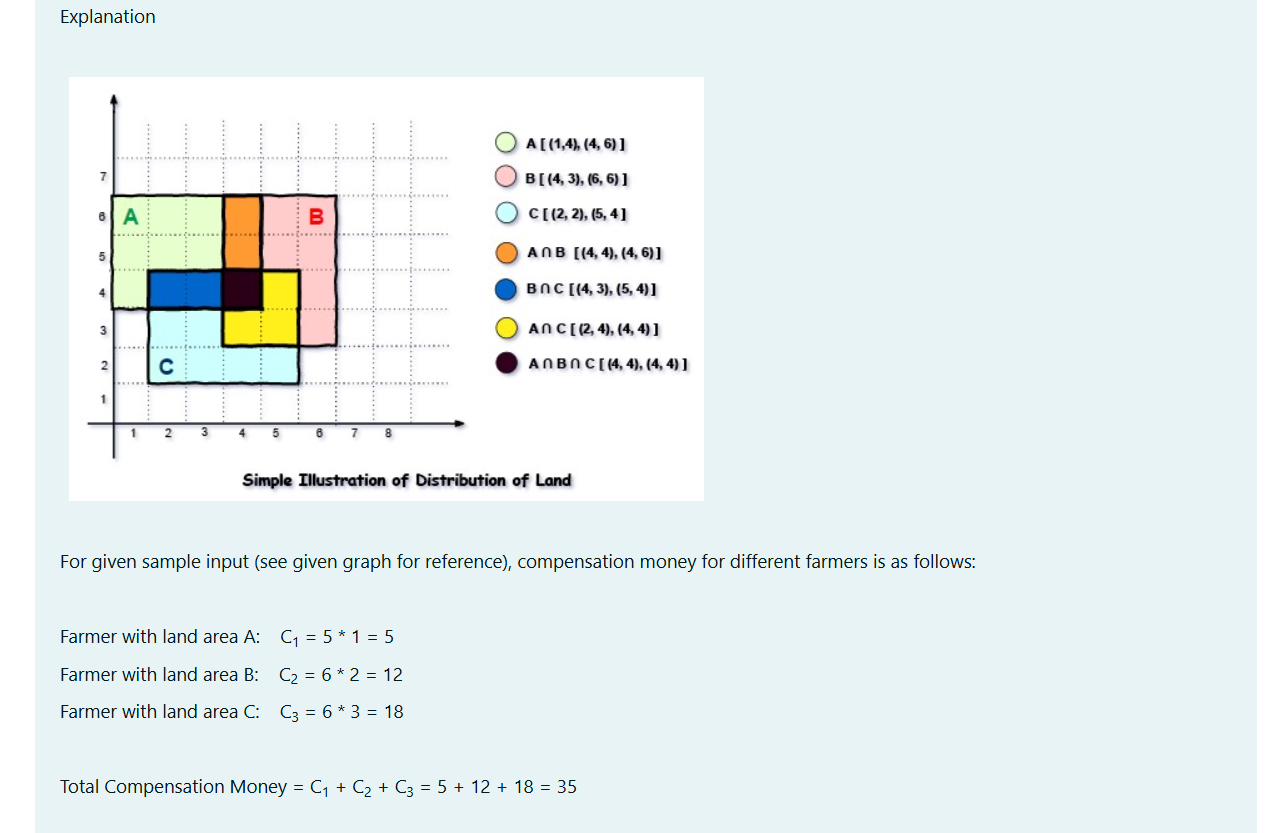 Explanation
A [ (1,4), (4, 6) ]
B [ (4, 3), (6, 6) ]
C [ (2, 2), (5, 4 ]
A ∩ B [(4, 4), (4, 6)]
B ∩ C [(4, 3), (5, 4)]
A ∩ C [ (2, 4), (4, 4) ]
A ∩ B ∩ C [ (4, 4), (4, 4) ]
7
6
5
4
3
2
1
A
B
C
1 2 3 4 5 6 7 8
Simple Illustration of Distribution of Land
For given sample input (see given graph for reference), compensation money for different farmers is as follows:
Farmer with land area A: C₁ = 5 * 1 = 5
Farmer with land area B: C₂ = 6 * 2 = 12
Farmer with land area C: C₃ = 6 * 3 = 18
Total Compensation Money = C₁ + C₂ + C₃ = 5 + 12 + 18 = 35